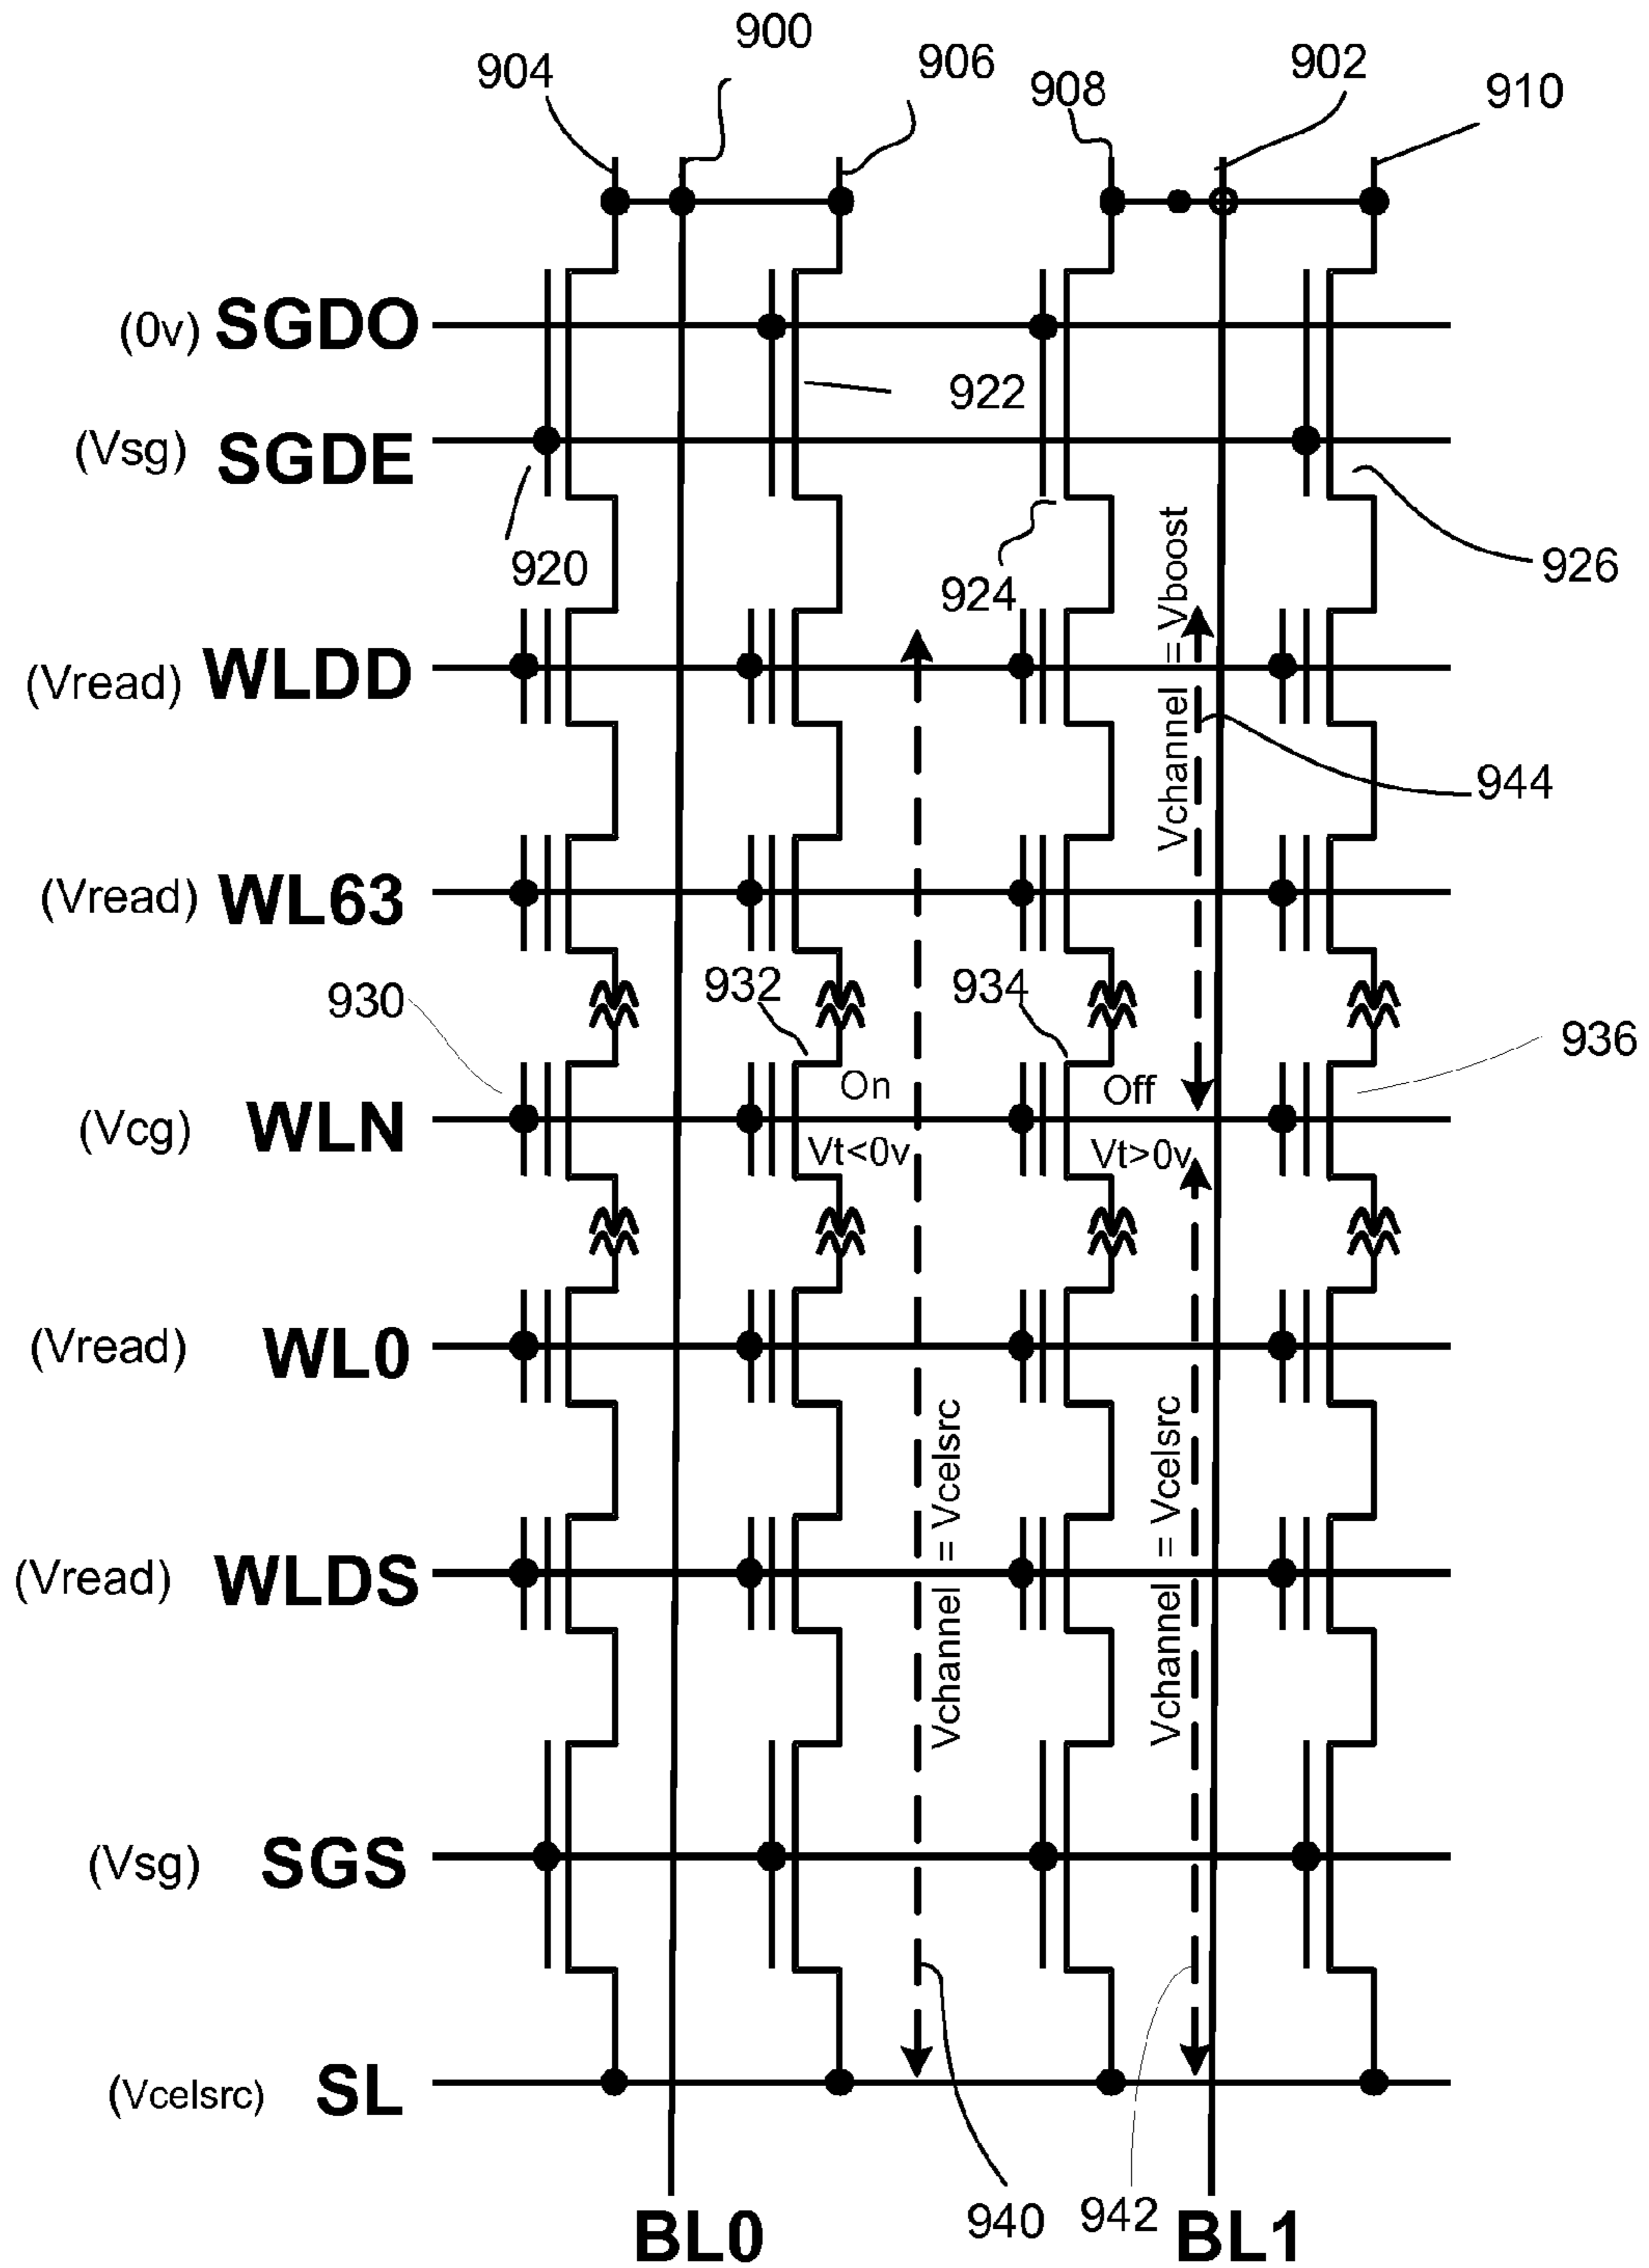 900
904
906
902
908
910
(0v) SGDO
922
(Vsg) SGDE
920
924
926
Vchannel = Vboost
(Vread) WLDD
944
(Vread) WL63
930
932
934
936
On
Off
(Vcg) WLN
Vt<0v
Vt>0v
(Vread) WL0
Vchannel = Vcelsrc
Vchannel = Vcelsrc
(Vread) WLDS
(Vsg) SGS
(Vcelsrc) SL
940
942
BL0
BL1